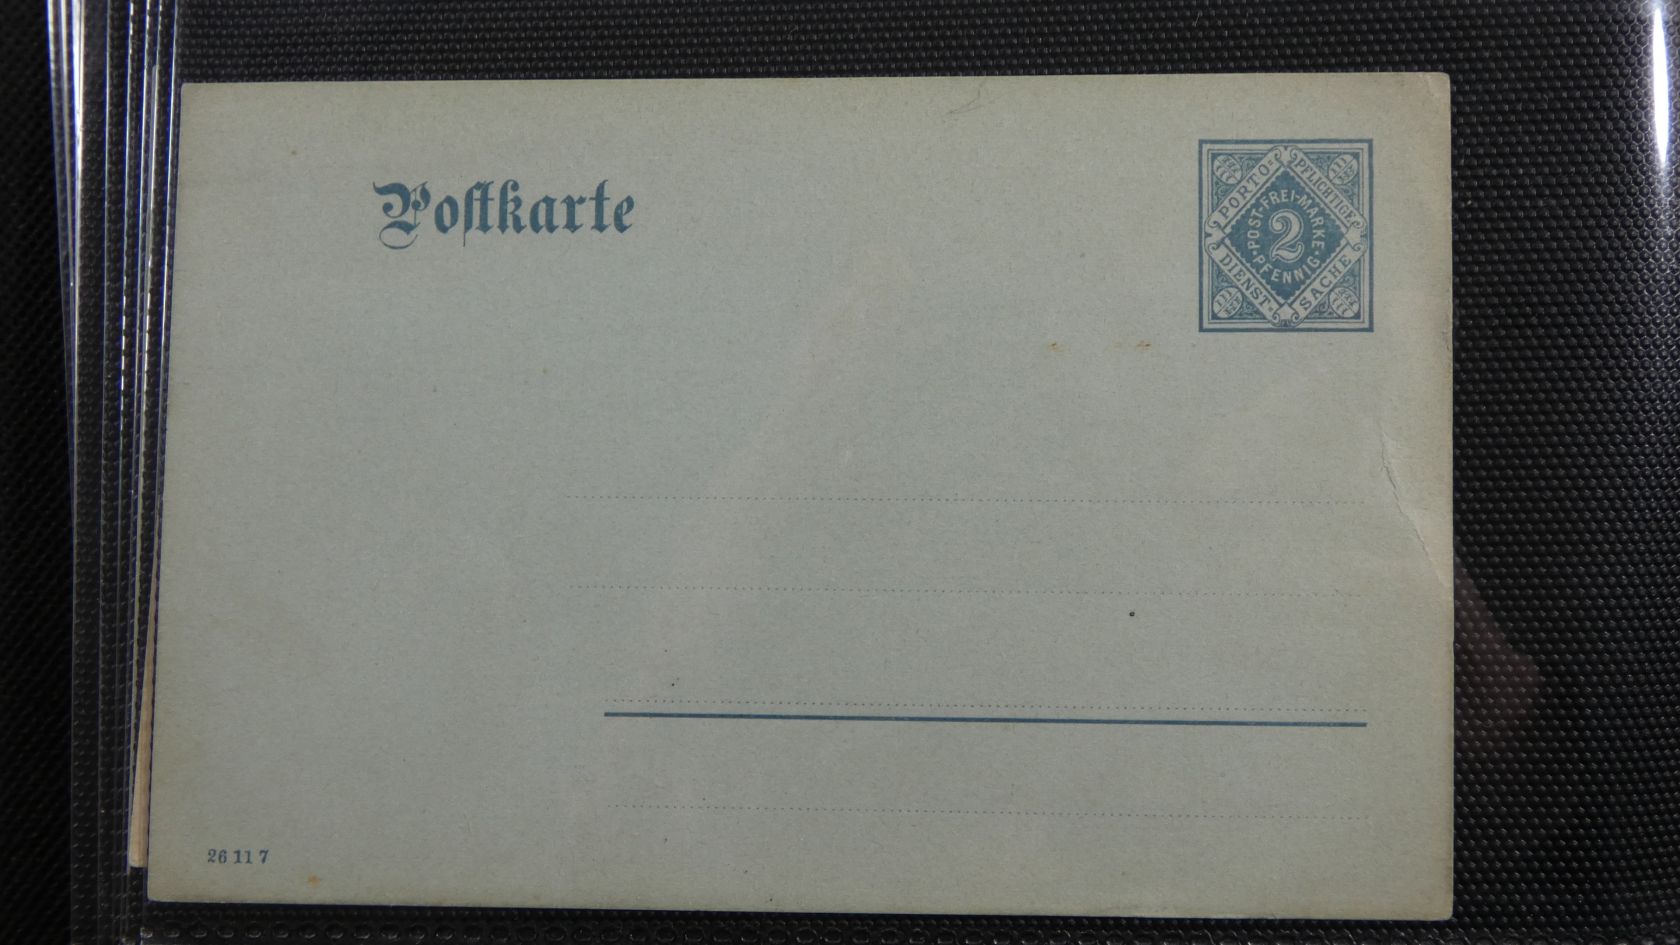 Postkarte
PORTO=
PFLICHTIGE
DIENST=
SACHE
POST-FREI-MARKE
2
PFENNIG
26 11 7